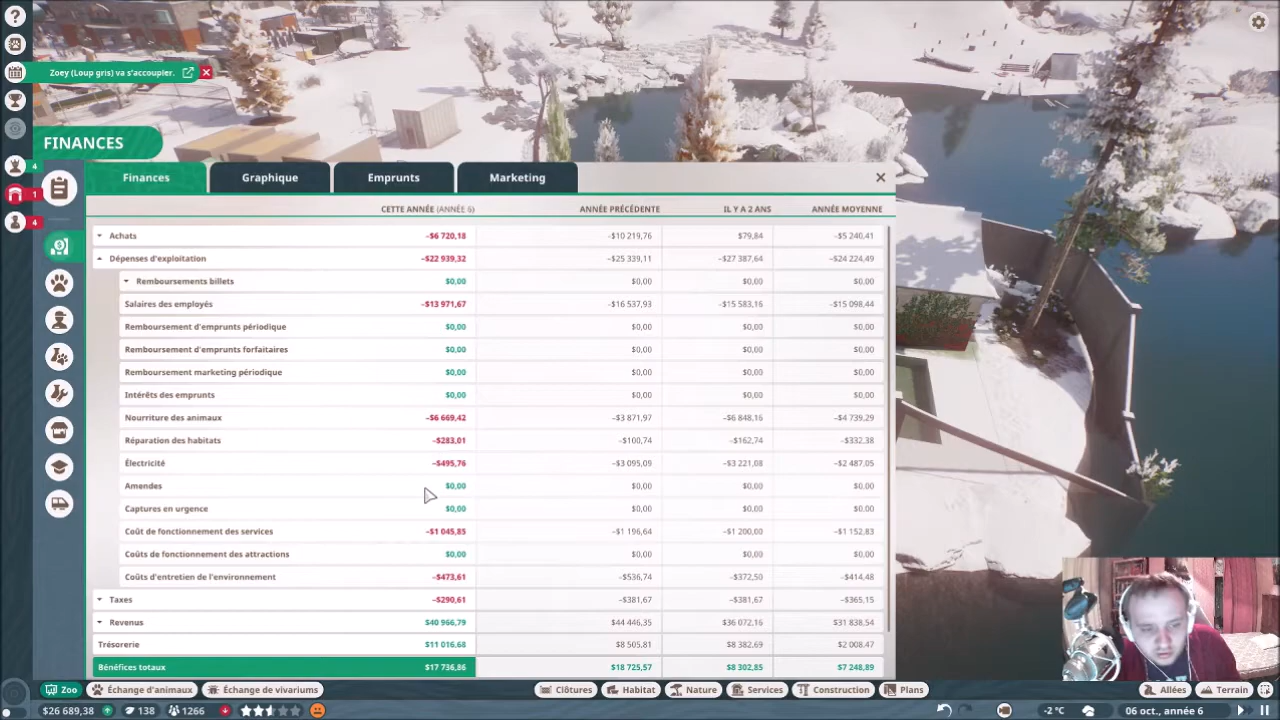 Zoey (Loup gris) va s'accoupler.
FINANCES
4
1
4
Finances Graphique Emprunts Marketing
CETTE ANNÉE (ANNÉE 6) ANNÉE PRÉCÉDENTE IL Y A 2 ANS ANNÉE MOYENNE
Achats -$6 720,18 -$10 219,76 $79,84 -$5 240,41
Dépenses d'exploitation -$22 939,32 -$25 339,11 -$27 387,64 -$24 224,49
Remboursements billets $0,00 $0,00 $0,00 $0,00
Salaires des employés -$13 971,67 -$16 537,93 -$15 583,16 -$15 098,44
Remboursement d'emprunts périodique $0,00 $0,00 $0,00 $0,00
Remboursement d'emprunts forfaitaires $0,00 $0,00 $0,00 $0,00
Remboursement marketing périodique $0,00 $0,00 $0,00 $0,00
Intérêts des emprunts $0,00 $0,00 $0,00 $0,00
Nourriture des animaux -$6 669,42 -$3 871,97 -$6 848,16 -$4 739,29
Réparation des habitats -$283,01 -$100,74 -$162,74 -$332,38
Électricité -$495,76 -$3 095,09 -$3 221,08 -$2 487,05
Amendes $0,00 $0,00 $0,00 $0,00
Captures en urgence $0,00 $0,00 $0,00 $0,00
Coût de fonctionnement des services -$1 045,85 -$1 196,64 -$1 200,00 -$1 152,83
Coûts de fonctionnement des attractions $0,00 $0,00 $0,00 $0,00
Coûts d'entretien de l'environnement -$473,61 -$536,74 -$372,50 -$414,48
Taxes -$290,61 -$381,67 -$381,67 -$365,15
Revenus $40 966,79 $44 446,35 $36 072,16 $31 838,54
Trésorerie $11 016,68 $8 505,81 $8 382,69 $2 008,47
Bénéfices totaux $17 736,86 $18 725,57 $8 302,85 $7 248,89
Zoo Échange d'animaux Échange de vivariums Clôtures Habitat Nature Services Construction Plans Allées Terrain
$26 689,38 138 1266 -2 °C 06 oct., année 6